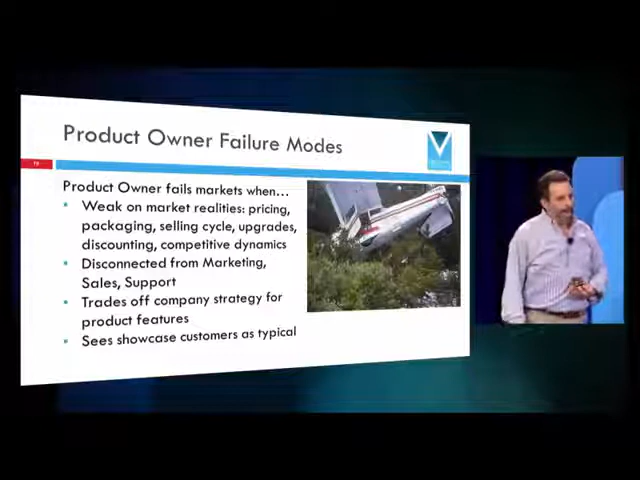 Product Owner Failure Modes
Product Owner fails markets when...
• Weak on market realities: pricing,
packaging, selling cycle, upgrades,
discounting, competitive dynamics
• Disconnected from Marketing,
Sales, Support
• Trades off company strategy for
product features
• Sees showcase customers as typical